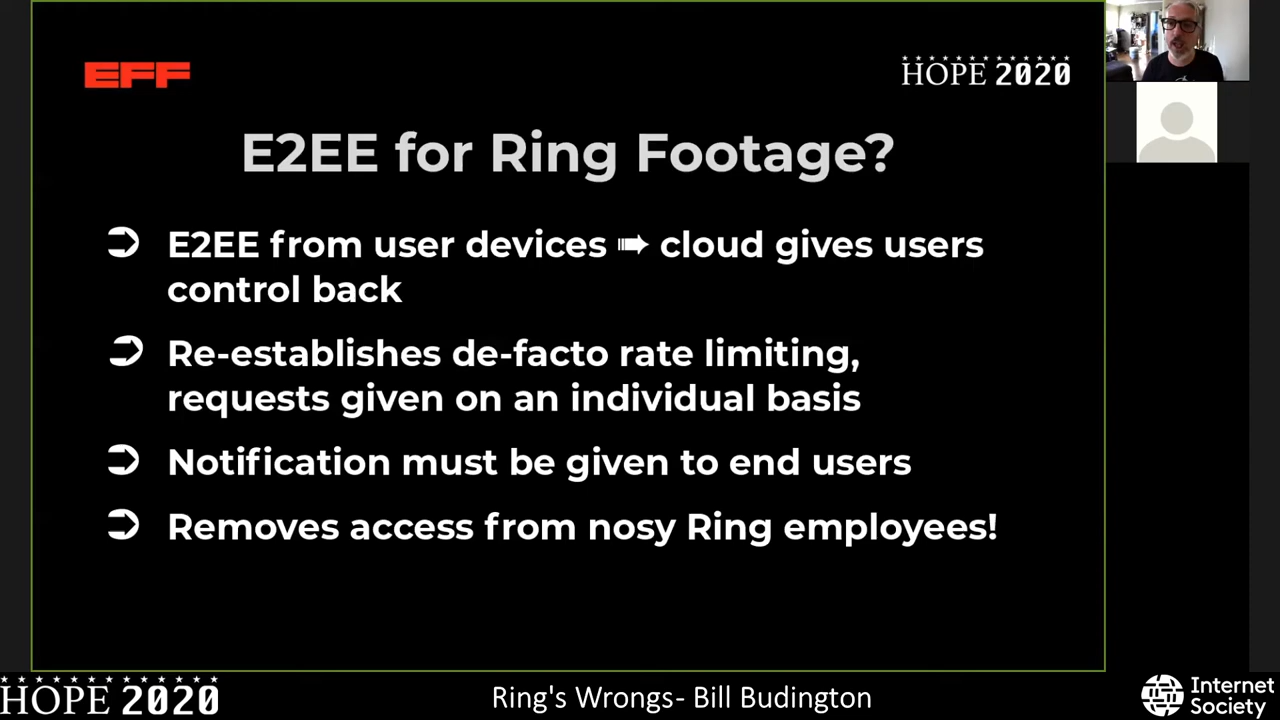 EFF
HOPE 2020
E2EE for Ring Footage?
➲ E2EE from user devices ➠ cloud gives users
control back
➲ Re-establishes de-facto rate limiting,
requests given on an individual basis
➲ Notification must be given to end users
➲ Removes access from nosy Ring employees!
HOPE 2020
Ring's Wrongs- Bill Budington
Internet
Society